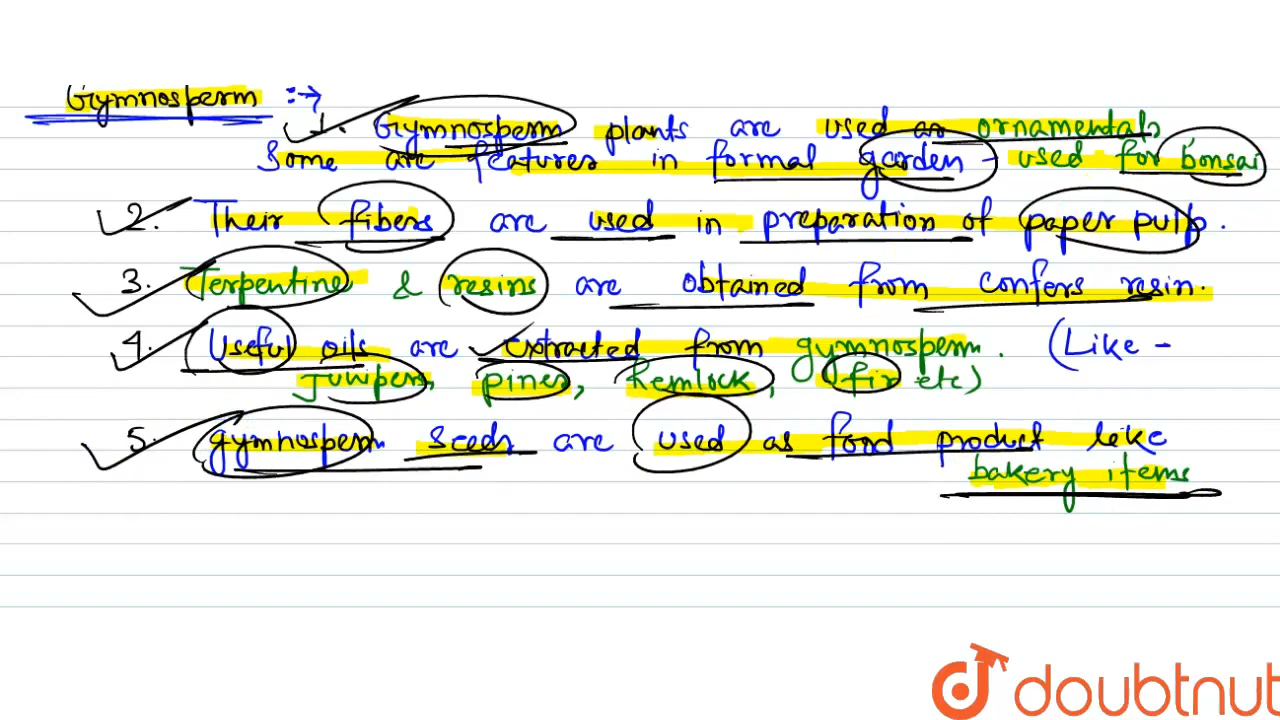 Gymnosperm :→
1. Gymnosperm plants are used as ornamentals
Some are features in formal garden - used for bonsai
2. Their fibers are used in preparation of paper pulp.
3. Terpentine & resins are obtained from confers resin.
4. Useful oils are extracted from gymnosperm. (Like -
Junipers, pines, Hemlock, fir etc)
5. gymnosperm seeds are used as food product like
bakery items
doubtnut